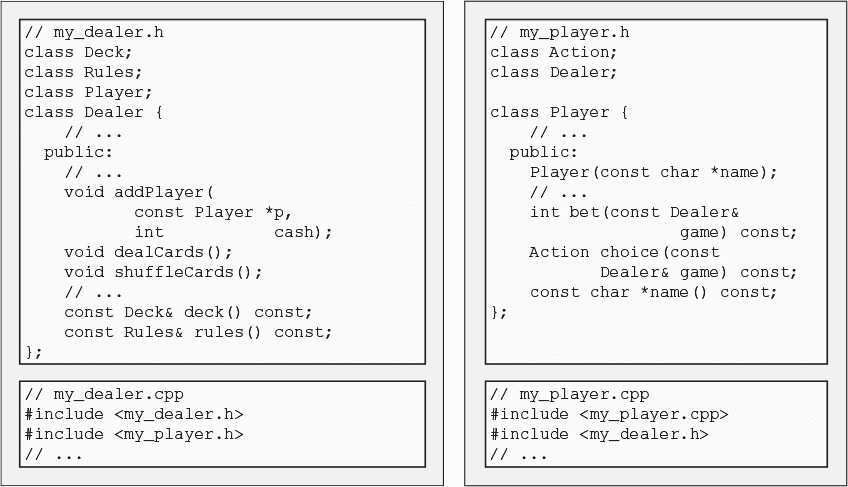 // my_dealer.h
class Deck;
class Rules;
class Player;
class Dealer {
    // ...
  public:
    // ...
    void addPlayer(
           const Player *p,
           int           cash);
    void dealCards();
    void shuffleCards();
    // ...
    const Deck& deck() const;
    const Rules& rules() const;
};
// my_dealer.cpp
#include <my_dealer.h>
#include <my_player.h>
// ...
// my_player.h
class Action;
class Dealer;

class Player {
    // ...
  public:
    Player(const char *name);
    // ...
    int bet(const Dealer&
                   game) const;
    Action choice(const
           Dealer& game) const;
    const char *name() const;
};
// my_player.cpp
#include <my_player.cpp>
#include <my_dealer.h>
// ...